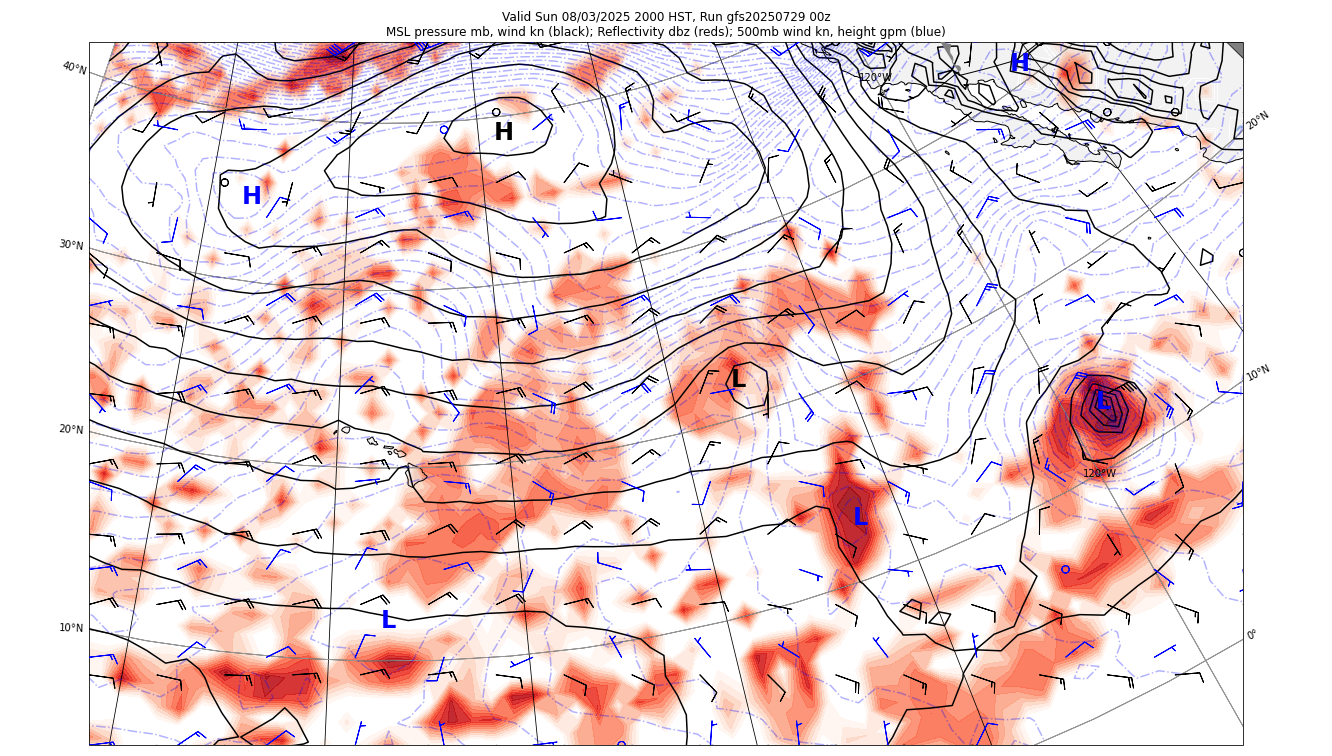 Valid Sun 08/03/2025 2000 HST, Run gfs20250729 00z
MSL pressure mb, wind kn (black); Reflectivity dbz (reds); 500mb wind kn, height gpm (blue)
40°N
120°W
H
20°N
H
H
30°N
10°N
L
L
20°N
120°W
L
10°N
L
0°